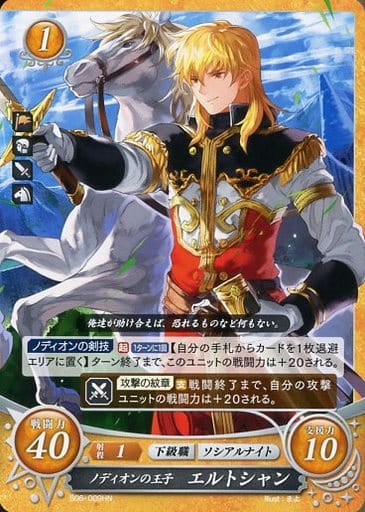 1
俺達が助け合えば、恐れるものなど何もない。
ノディオンの剣技 起 1ターンに1回 【自分の手札からカードを1枚退避
エリアに置く】ターン終了まで、このユニットの戦闘力は+20される。
攻撃の紋章 支 戦闘終了まで、自分の攻撃
ユニットの戦闘力は+20される。
戦闘力
40
射程 1
下級職
ソシアルナイト
支援力
10
ノディオンの王子 エルトシャン
S06-009HN
Illust：まよ